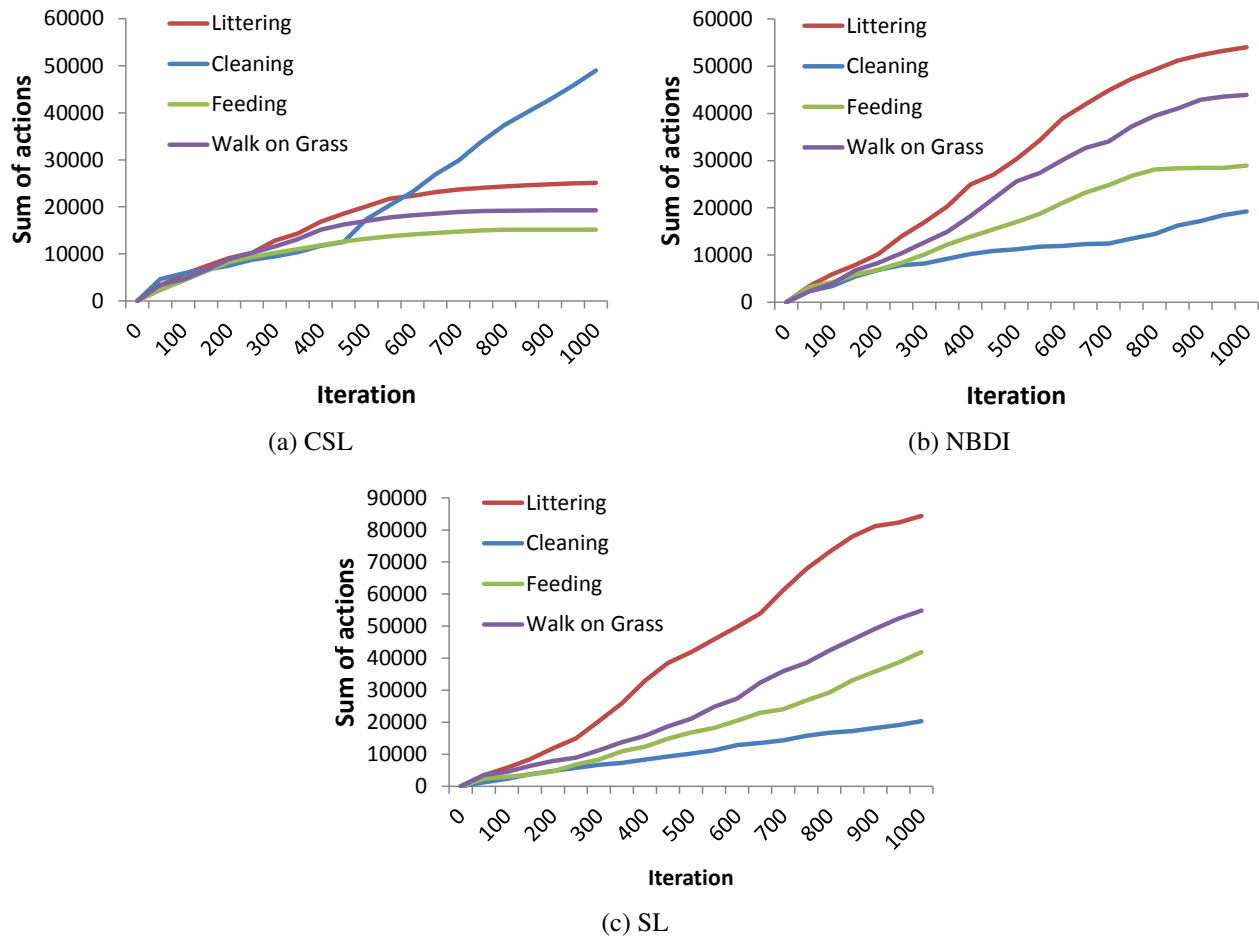 60000
50000
40000
30000
20000
10000
0
Sum of actions
Littering
Cleaning
Feeding
Walk on Grass
0 100 200 300 400 500 600 700 800 900 1000
Iteration
(a) CSL
60000
50000
40000
30000
20000
10000
0
Sum of actions
Littering
Cleaning
Feeding
Walk on Grass
0 100 200 300 400 500 600 700 800 900 1000
Iteration
(b) NBDI
90000
80000
70000
60000
50000
40000
30000
20000
10000
0
Sum of actions
Littering
Cleaning
Feeding
Walk on Grass
0 100 200 300 400 500 600 700 800 900 1000
Iteration
(c) SL